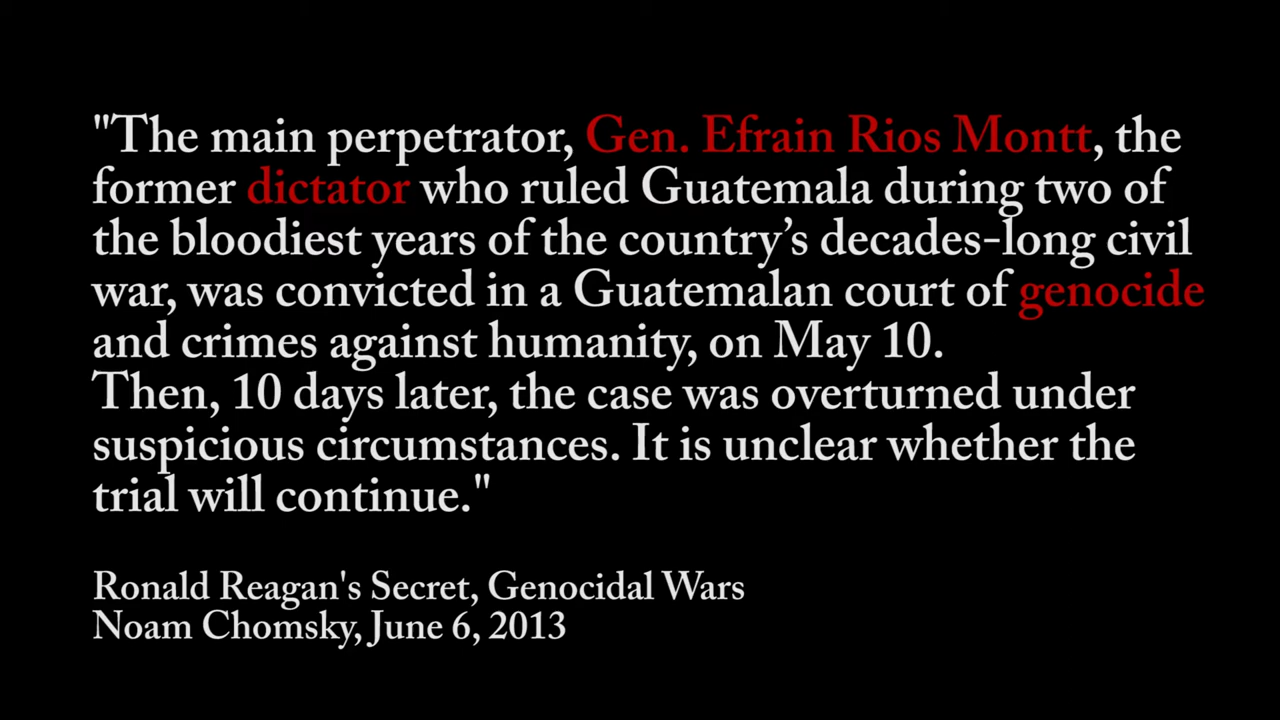 "The main perpetrator, Gen. Efrain Rios Montt, the
former dictator who ruled Guatemala during two of
the bloodiest years of the country’s decades-long civil
war, was convicted in a Guatemalan court of genocide
and crimes against humanity, on May 10.
Then, 10 days later, the case was overturned under
suspicious circumstances. It is unclear whether the
trial will continue."
Ronald Reagan's Secret, Genocidal Wars
Noam Chomsky, June 6, 2013